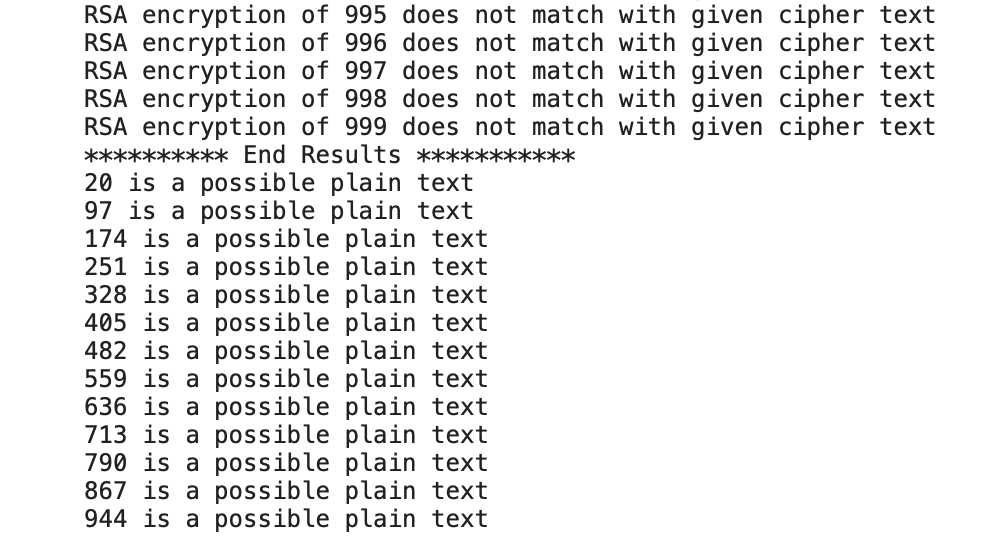 RSA encryption of 995 does not match with given cipher text
RSA encryption of 996 does not match with given cipher text
RSA encryption of 997 does not match with given cipher text
RSA encryption of 998 does not match with given cipher text
RSA encryption of 999 does not match with given cipher text
********** End Results ***********
20 is a possible plain text
97 is a possible plain text
174 is a possible plain text
251 is a possible plain text
328 is a possible plain text
405 is a possible plain text
482 is a possible plain text
559 is a possible plain text
636 is a possible plain text
713 is a possible plain text
790 is a possible plain text
867 is a possible plain text
944 is a possible plain text